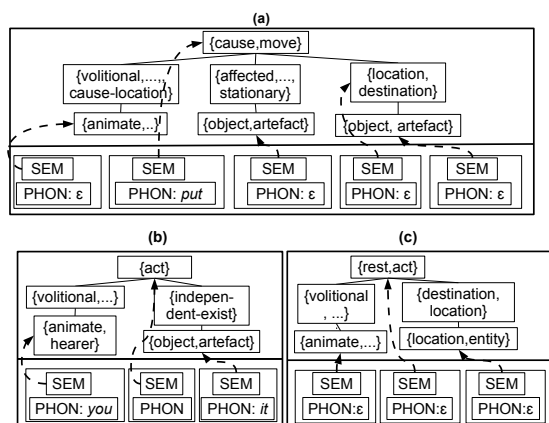 (a)
{cause,move}
{volitional,...,
cause-location}
{affected,...,
stationary}
{location,
destination}
{animate,..}
{object,artefact}
{object, artefact}
SEM
PHON: ε
SEM
PHON: put
SEM
PHON: ε
SEM
PHON: ε
SEM
PHON: ε
(b)
{act}
{volitional,...}
{indepen-
dent-exist}
{animate,
hearer}
{object,artefact}
SEM
PHON: you
SEM
PHON
SEM
PHON: it
(c)
{rest,act}
{volitional
, ...}
{destination,
location}
{animate,...}
{location,entity}
SEM
PHON:ε
SEM
PHON:ε
SEM
PHON:ε